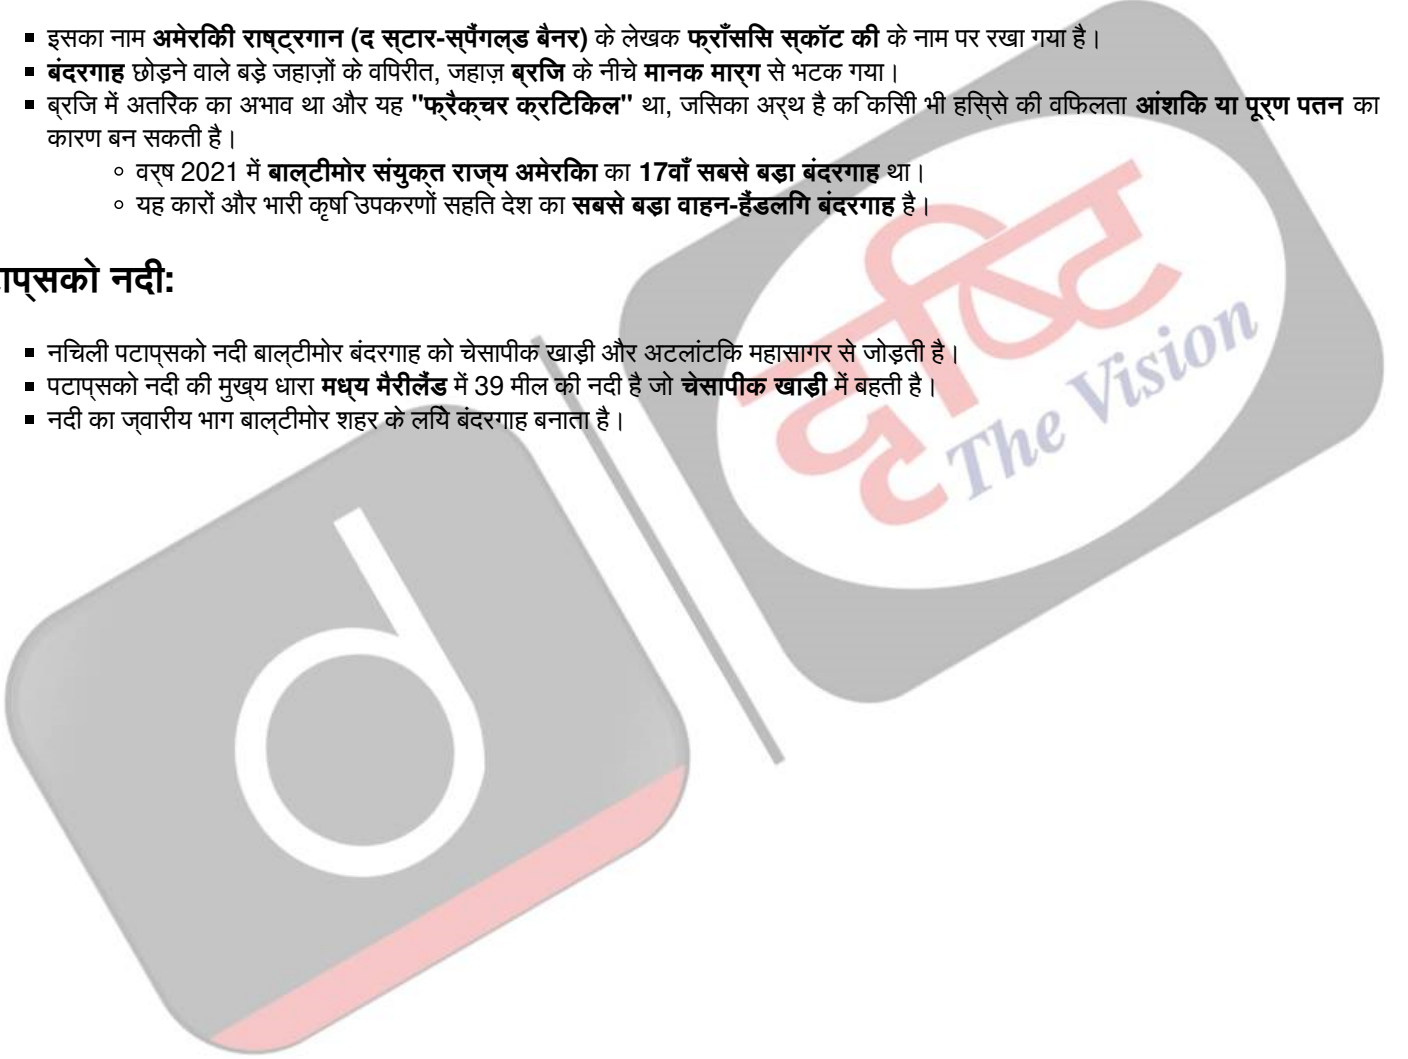 ▪ इसका नाम अमेरिकी राष्ट्रगान (द स्टार-स्पैंगल्ड बैनर) के लेखक फ्राँसिस स्कॉट की के नाम पर रखा गया है।
▪ बंदरगाह छोड़ने वाले बड़े जहाज़ों के विपरीत, जहाज़ ब्रिज के नीचे मानक मार्ग से भटक गया।
▪ ब्रिज में अतिरेक का अभाव था और यह "फ्रैक्चर क्रिटिकल" था, जिसका अर्थ है कि किसी भी हिस्से की विफलता आंशिक या पूर्ण पतन का
कारण बन सकती है।
◦ वर्ष 2021 में बाल्टीमोर संयुक्त राज्य अमेरिका का 17वाँ सबसे बड़ा बंदरगाह था।
◦ यह कारों और भारी कृषि उपकरणों सहित देश का सबसे बड़ा वाहन-हैंडलिंग बंदरगाह है।
टाप्सको नदी:
▪ निचली पटाप्सको नदी बाल्टीमोर बंदरगाह को चेसापीक खाड़ी और अटलांटिक महासागर से जोड़ती है।
▪ पटाप्सको नदी की मुख्य धारा मध्य मैरीलैंड में 39 मील की नदी है जो चेसापीक खाड़ी में बहती है।
▪ नदी का ज्वारीय भाग बाल्टीमोर शहर के लिये बंदरगाह बनाता है।
दृष्टि
The Vision
d